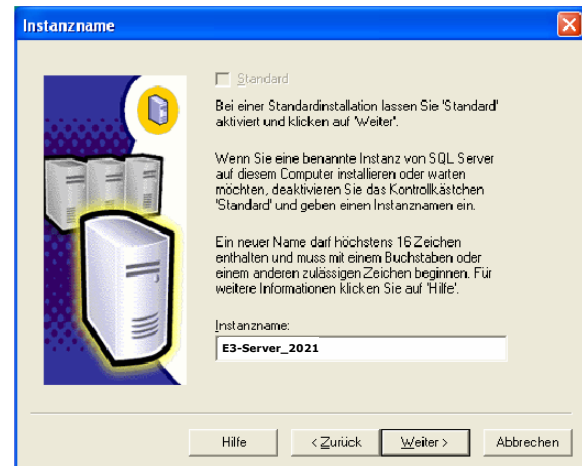 Instanzname
Standard
Bei einer Standardinstallation lassen Sie 'Standard'
aktiviert und klicken auf 'Weiter'.
Wenn Sie eine benannte Instanz von SQL Server
auf diesem Computer installieren oder warten
möchten, deaktivieren Sie das Kontrollkästchen
'Standard' und geben einen Instanznamen ein.
Ein neuer Name darf höchstens 16 Zeichen
enthalten und muss mit einem Buchstaben oder
einem anderen zulässigen Zeichen beginnen. Für
weitere Informationen klicken Sie auf 'Hilfe'.
Instanzname:
E3-Server_2021
Hilfe
< Zurück
Weiter >
Abbrechen